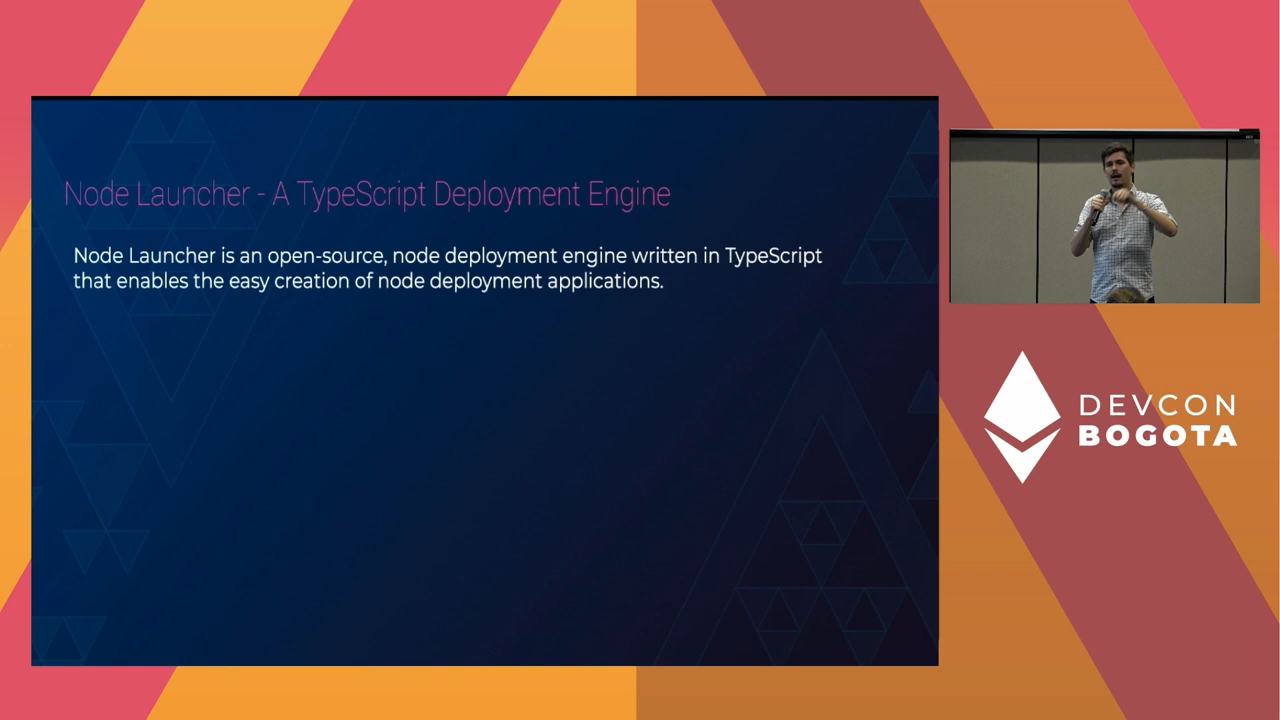 Node Launcher - A TypeScript Deployment Engine
Node Launcher is an open-source, node deployment engine written in TypeScript
that enables the easy creation of node deployment applications.
DEVCON
BOGOTA